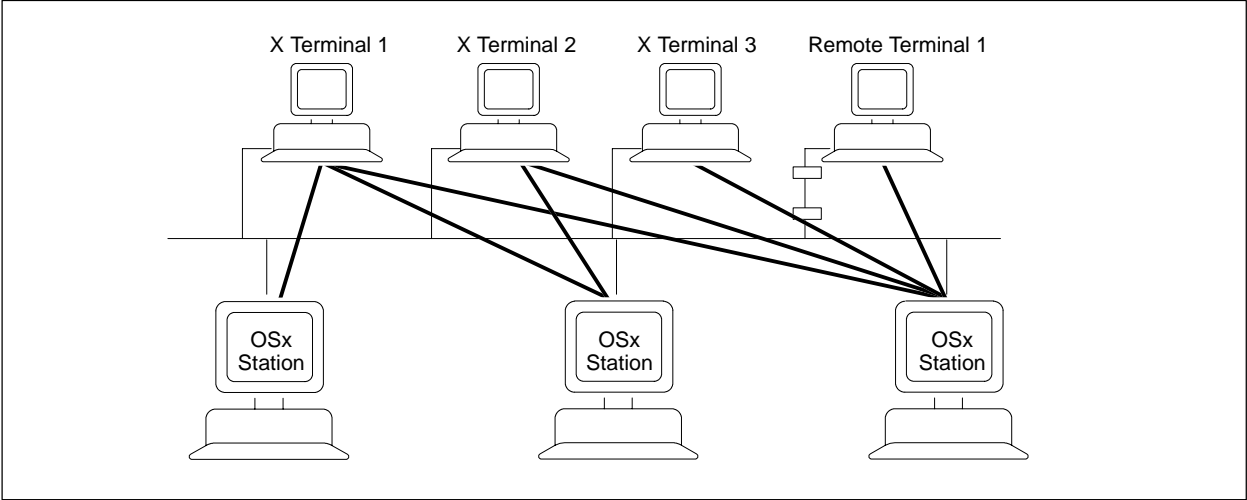 X Terminal 1
X Terminal 2
X Terminal 3
Remote Terminal 1
OSx
Station
OSx
Station
OSx
Station